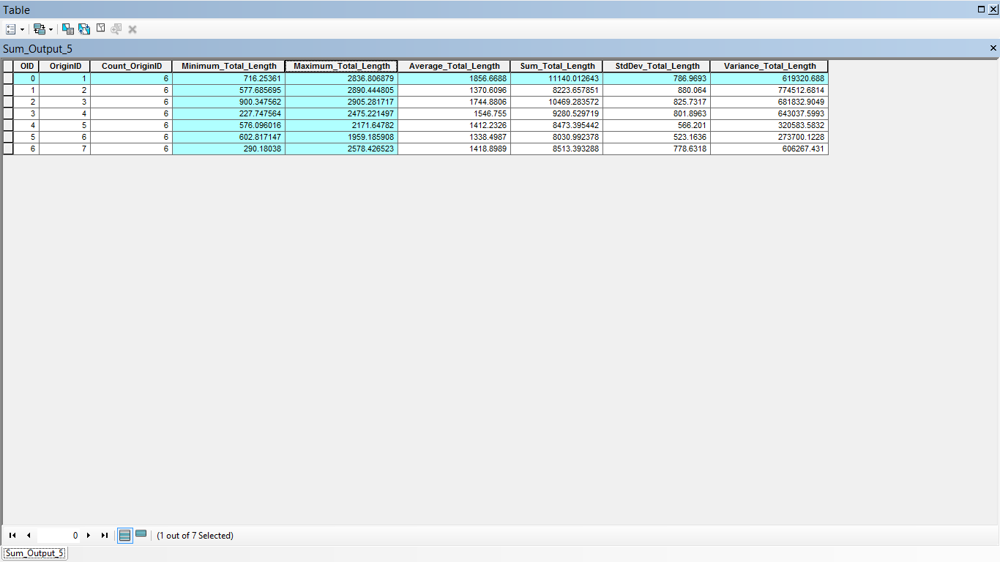 Table
Sum_Output_5
OID OriginID Count_OriginID Minimum_Total_Length Maximum_Total_Length Average_Total_Length Sum_Total_Length StdDev_Total_Length Variance_Total_Length
0 1 6 716.25361 2836.806879 1856.6688 11140.012643 786.9693 619320.688
1 2 6 577.685695 2890.444805 1370.6096 8223.657851 880.064 774512.6814
2 3 6 900.347562 2905.281717 1744.8806 10469.283572 825.7317 681832.9049
3 4 6 227.747564 2475.221497 1546.755 9280.529719 801.8963 643037.5993
4 5 6 576.096016 2171.64782 1412.2326 8473.395442 566.201 320583.5832
5 6 6 602.817147 1959.185908 1338.4987 8030.992378 523.1636 273700.1228
6 7 6 290.18038 2578.426523 1418.8989 8513.393288 778.6318 606267.431
0 (1 out of 7 Selected)
Sum_Output_5